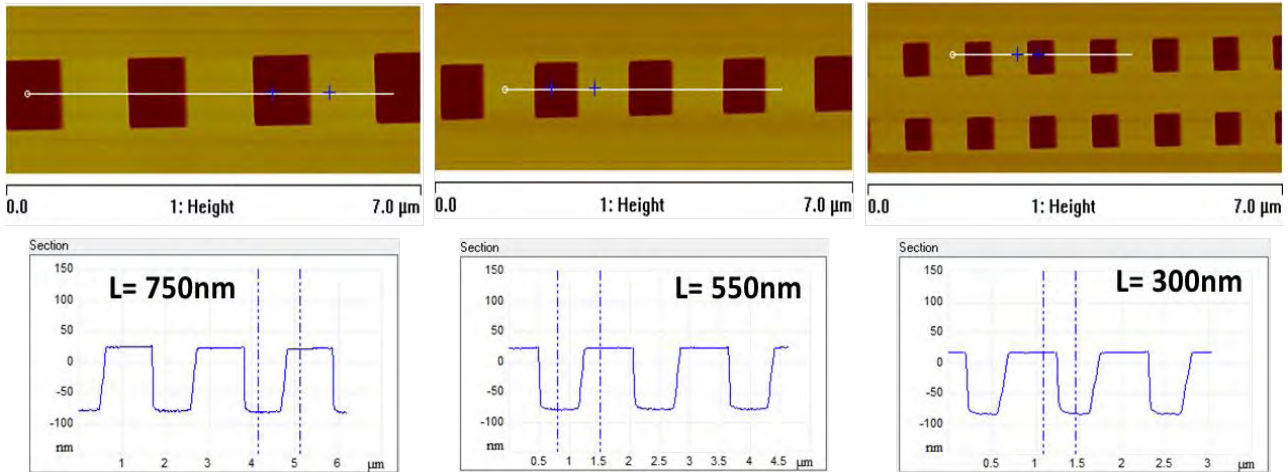 0.0 1: Height 7.0 µm
0.0 1: Height 7.0 µm
0.0 1: Height 7.0 µm
Section
150
100
50
0
-50
-100
nm
L= 750nm
1 2 3 4 5 6 µm
Section
150
100
50
0
-50
-100
nm
L= 550nm
0.5 1 1.5 2 2.5 3 3.5 4 4.5 µm
Section
150
100
50
0
-50
-100
nm
L= 300nm
0.5 1 1.5 2 2.5 3 µm